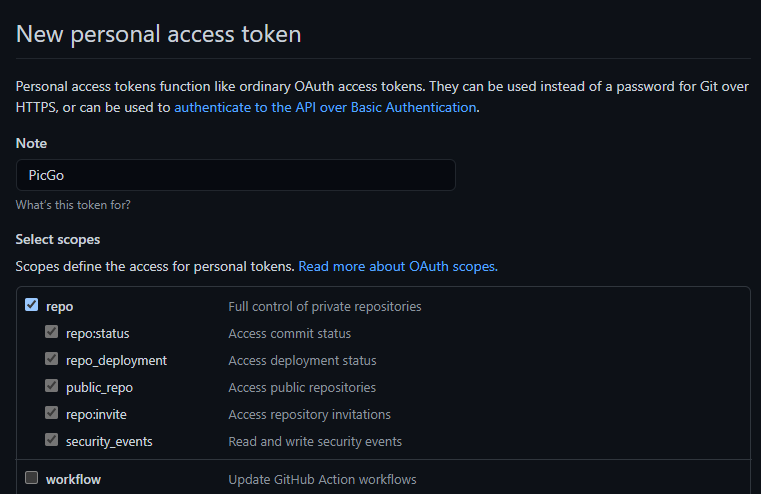 New personal access token
Personal access tokens function like ordinary OAuth access tokens. They can be used instead of a password for Git over
HTTPS, or can be used to authenticate to the API over Basic Authentication.
Note
PicGo
What's this token for?
Select scopes
Scopes define the access for personal tokens. Read more about OAuth scopes.
repo Full control of private repositories
repo:status Access commit status
repo_deployment Access deployment status
public_repo Access public repositories
repo:invite Access repository invitations
security_events Read and write security events
workflow Update GitHub Action workflows